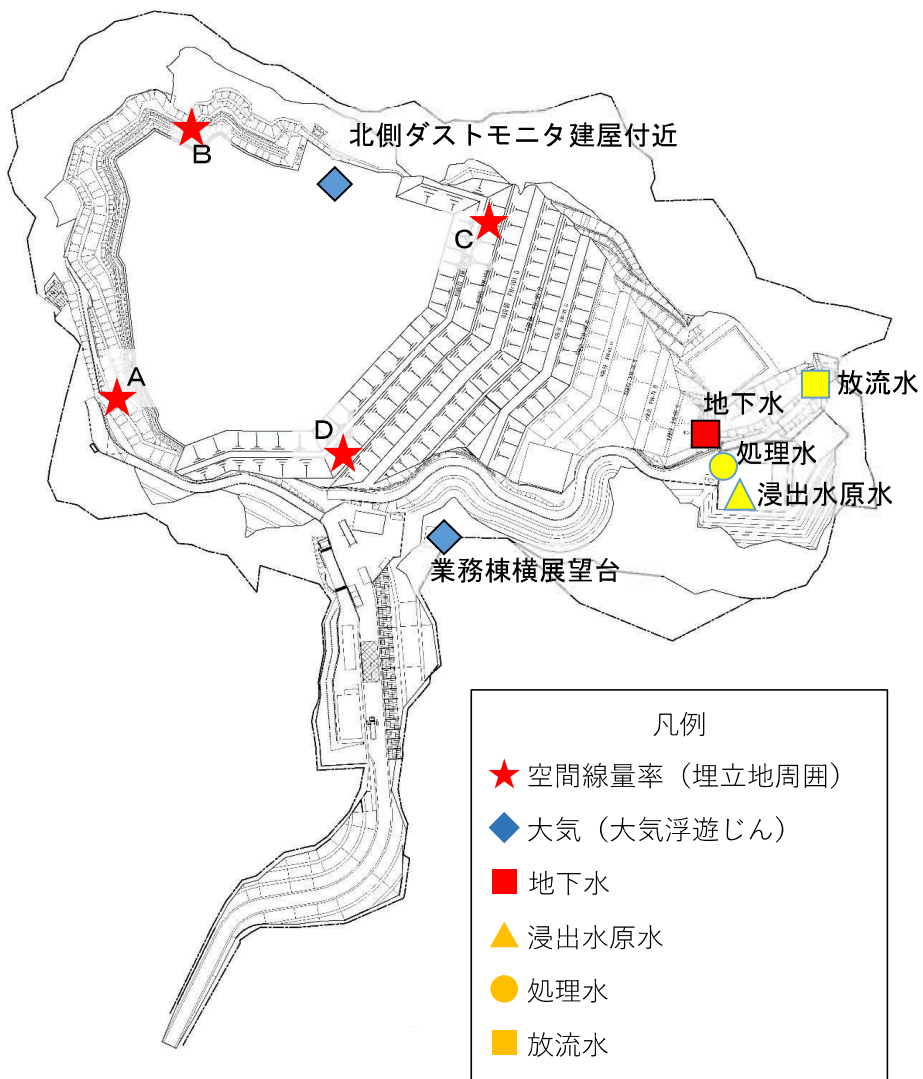 北側ダストモニタ建屋付近
B
C
A
D
放流水
地下水
処理水
浸出水原水
業務棟横展望台
凡例
空間線量率（埋立地周囲）
大気（大気浮遊じん）
地下水
浸出水原水
処理水
放流水